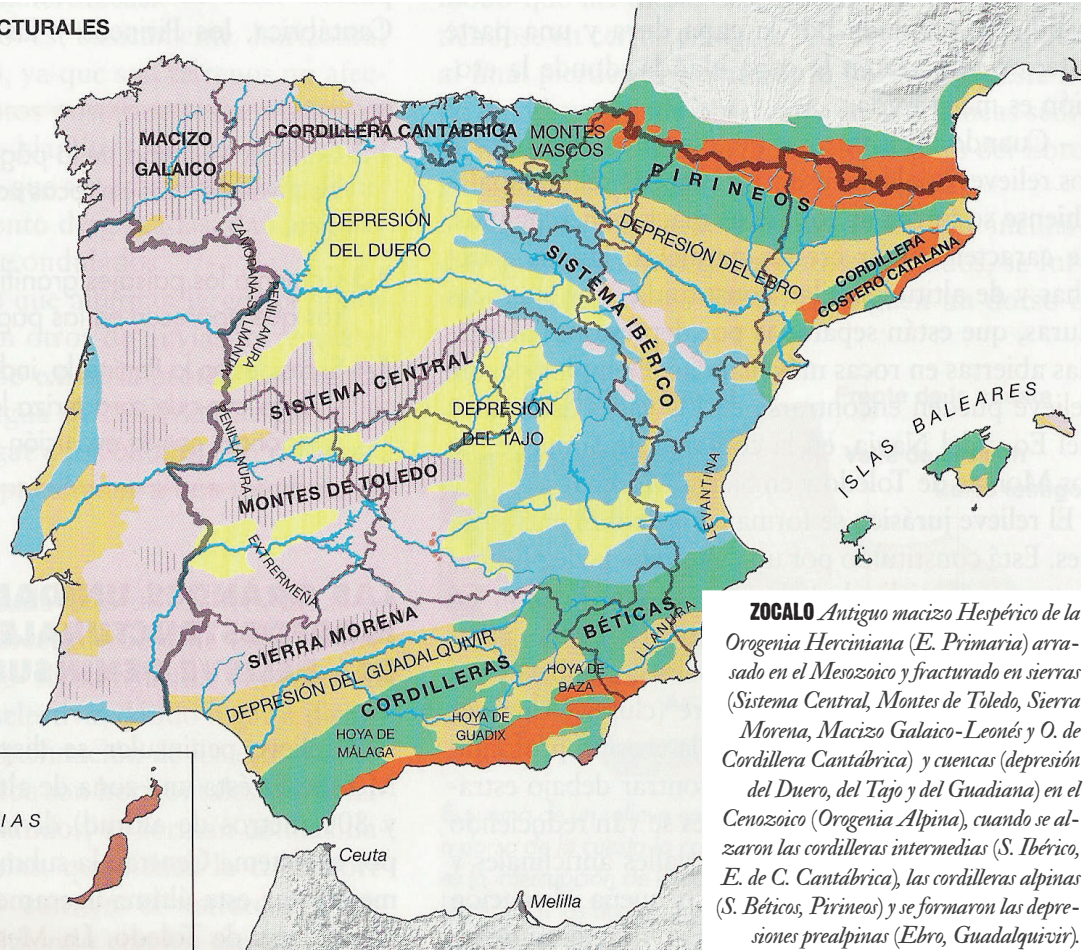 CTURALES
MACIZO
GALAICO
CORDILLERA CANTÁBRICA
MONTES
VASCOS
PIRINEOS
DEPRESIÓN
DEL DUERO
DEPRESIÓN DEL EBRO
CORDILLERA
COSTERO CATALANA
SISTEMA IBÉRICO
PENILLANURA
SISTEMA CENTRAL
DEPRESIÓN
DEL TAJO
ISLAS BALEARES
PENILLANURA
EXTREMEÑA
MONTES DE TOLEDO
LEVANTINA
LLANURA
SIERRA MORENA
DEPRESIÓN DEL GUADALQUIVIR
CORDILLERAS
BÉTICAS
HOYA DE
BAZA
HOYA DE
GUADIX
HOYA DE
MÁLAGA
IAS
Ceuta
Melilla
ZOCALO Antiguo macizo Hespérico de la
Orogenia Herciniana (E. Primaria) arra-
sado en el Mesozoico y fracturado en sierras
(Sistema Central, Montes de Toledo, Sierra
Morena, Macizo Galaico-Leonés y O. de
Cordillera Cantábrica) y cuencas (depresión
del Duero, del Tajo y del Guadiana) en el
Cenozoico (Orogenia Alpina), cuando se al-
zaron las cordilleras intermedias (S. Ibérico,
E. de C. Cantábrica), las cordilleras alpinas
(S. Béticos, Pirineos) y se formaron las depre-
siones prealpinas (Ebro, Guadalquivir)